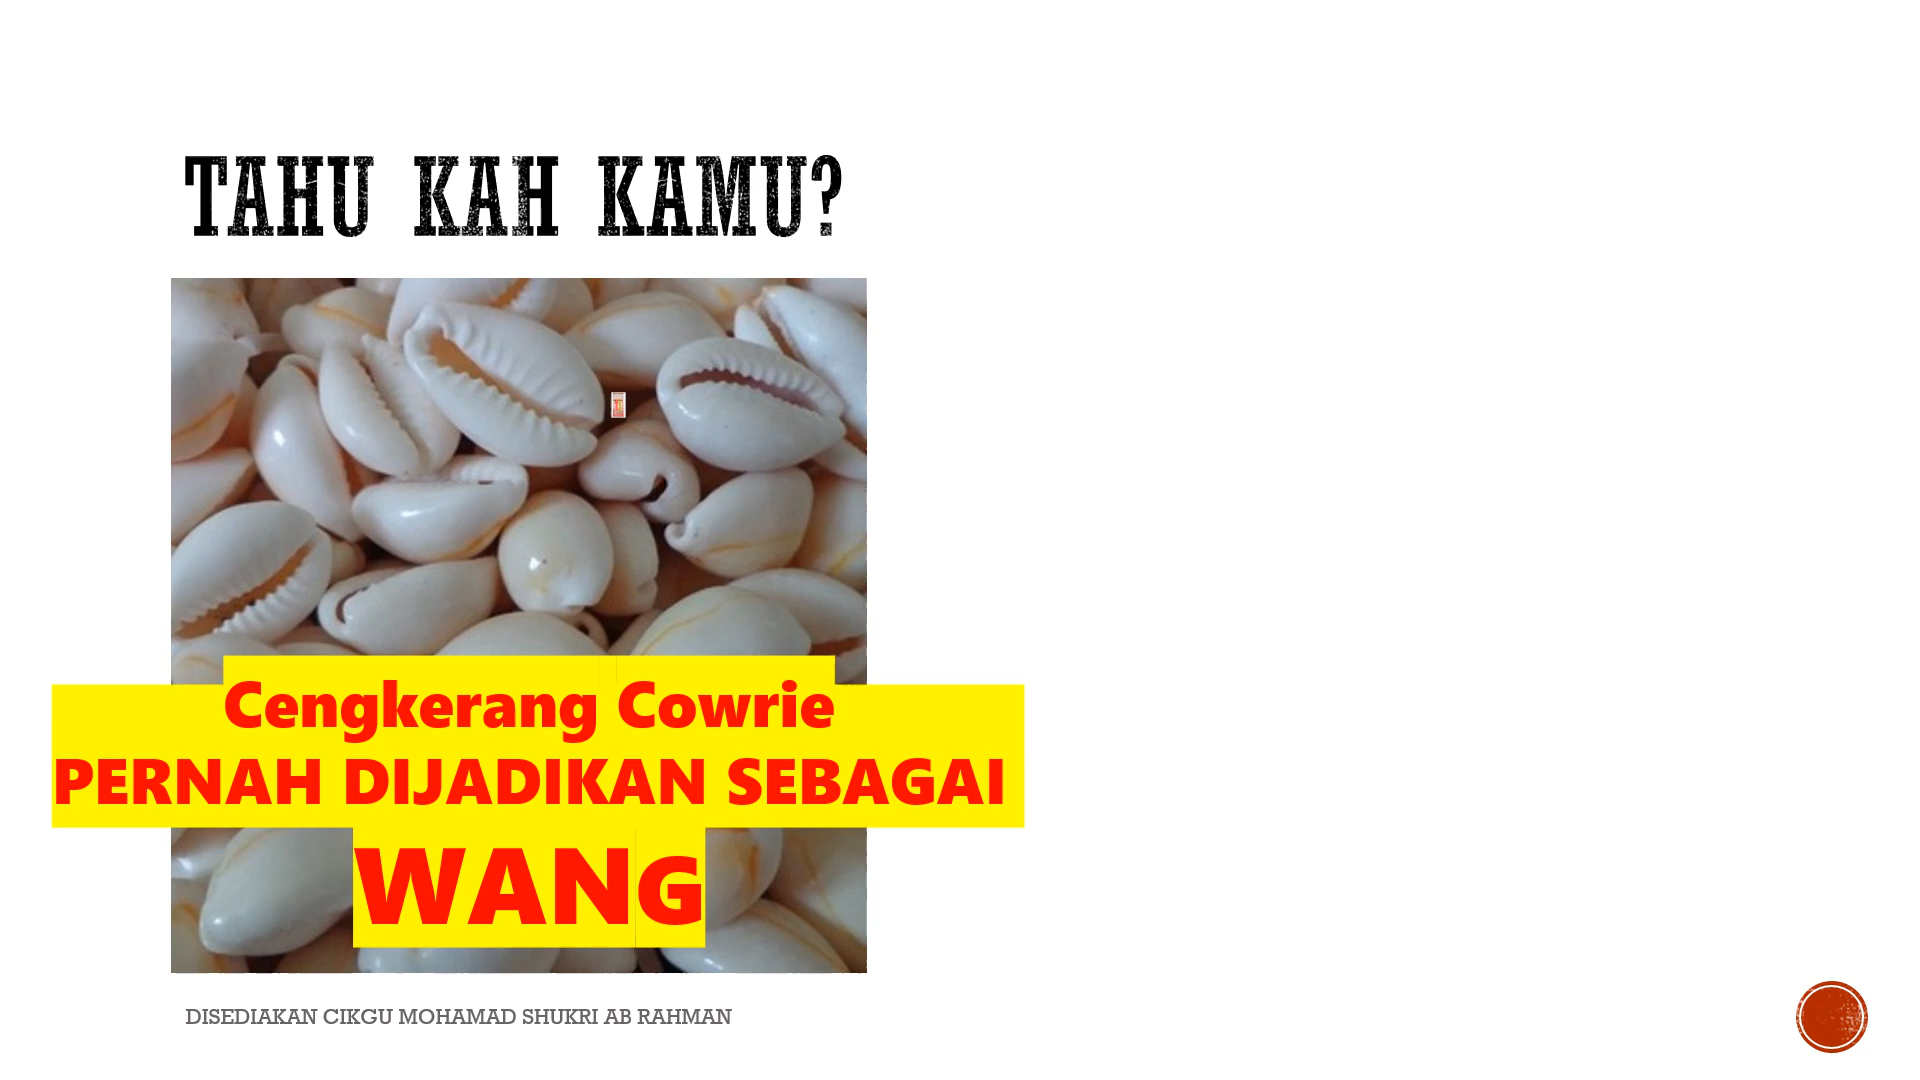 TAHU KAH KAMU?
Cengkerang Cowrie
PERNAH DIJADIKAN SEBAGAI
WANG
DISEDIAKAN CIKGU MOHAMAD SHUKRI AB RAHMAN